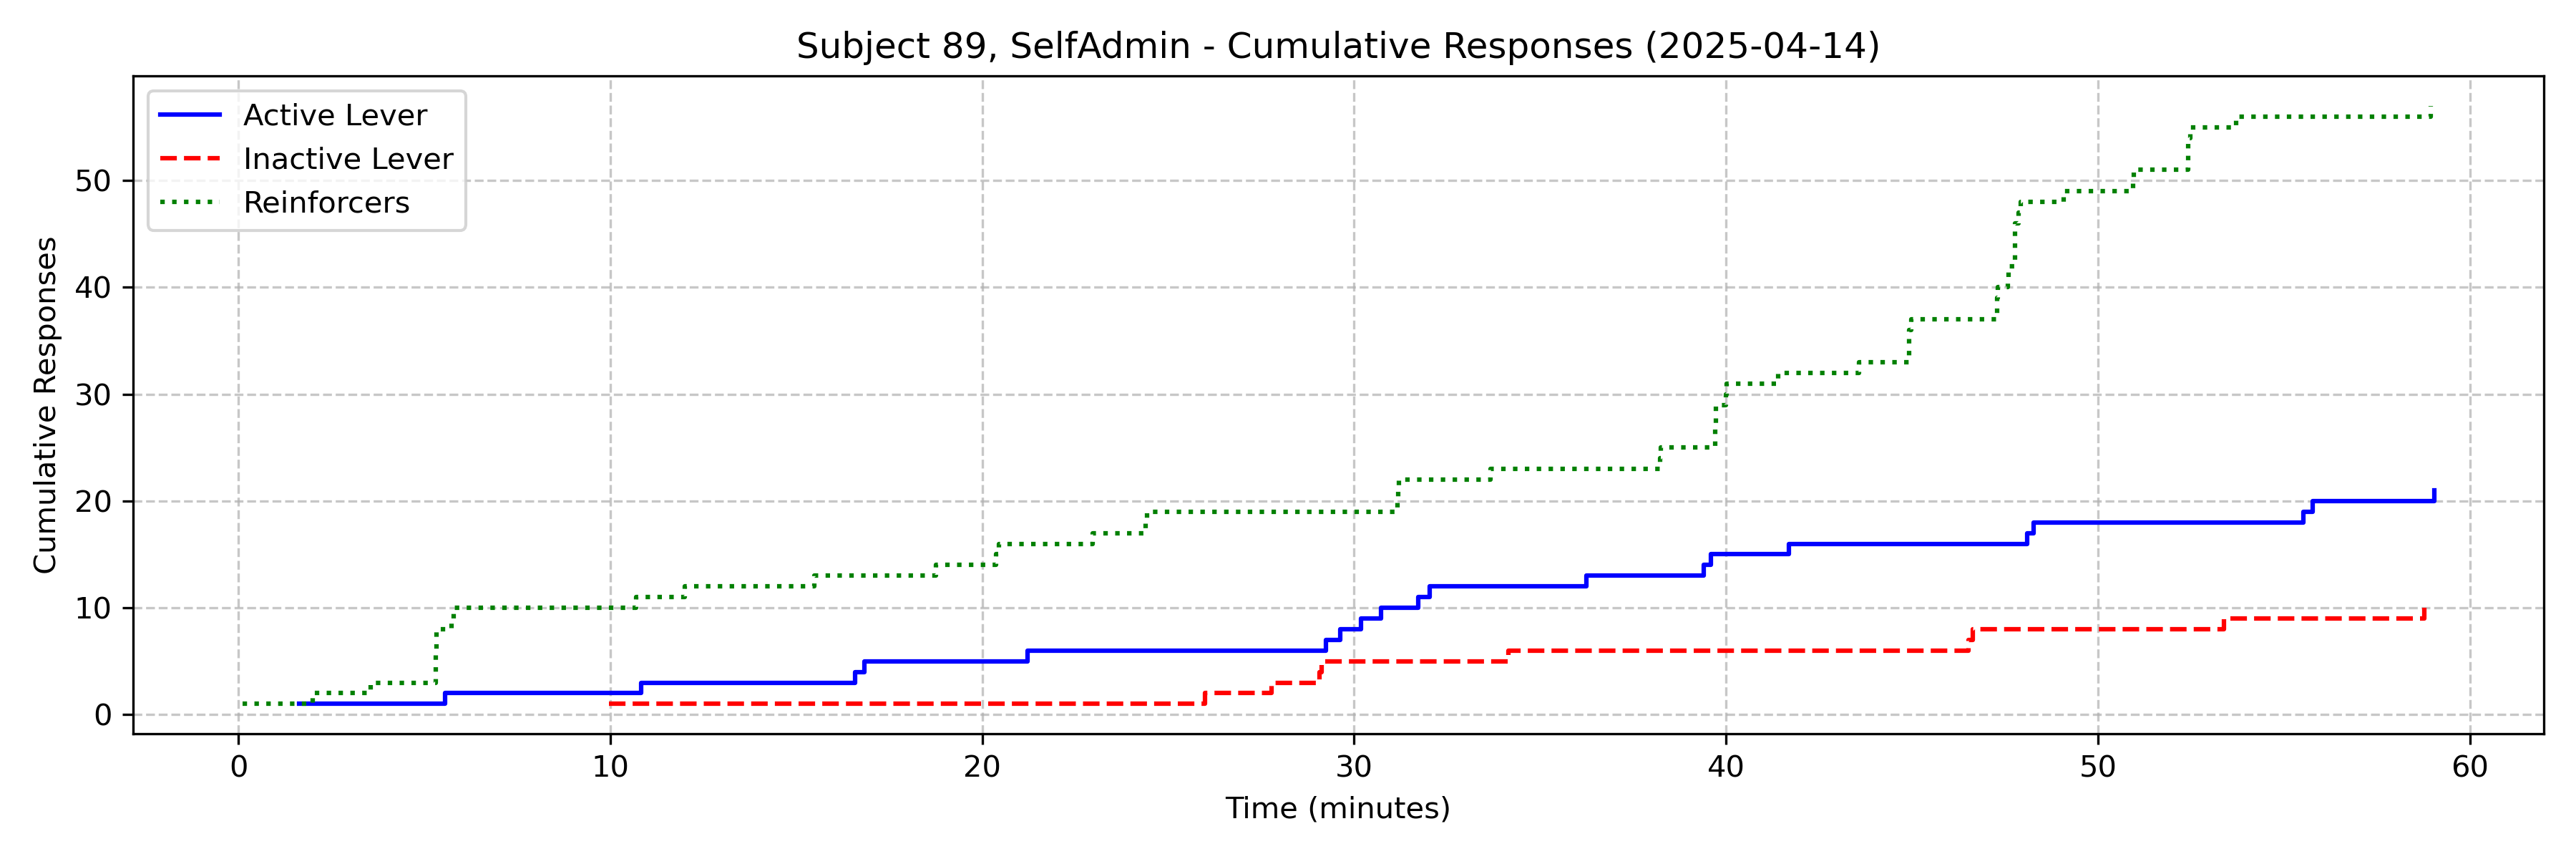 Subject 89, SelfAdmin - Cumulative Responses (2025-04-14)
Active Lever
Inactive Lever
Reinforcers
Cumulative Responses
50
40
30
20
10
0
0 10 20 30 40 50 60
Time (minutes)